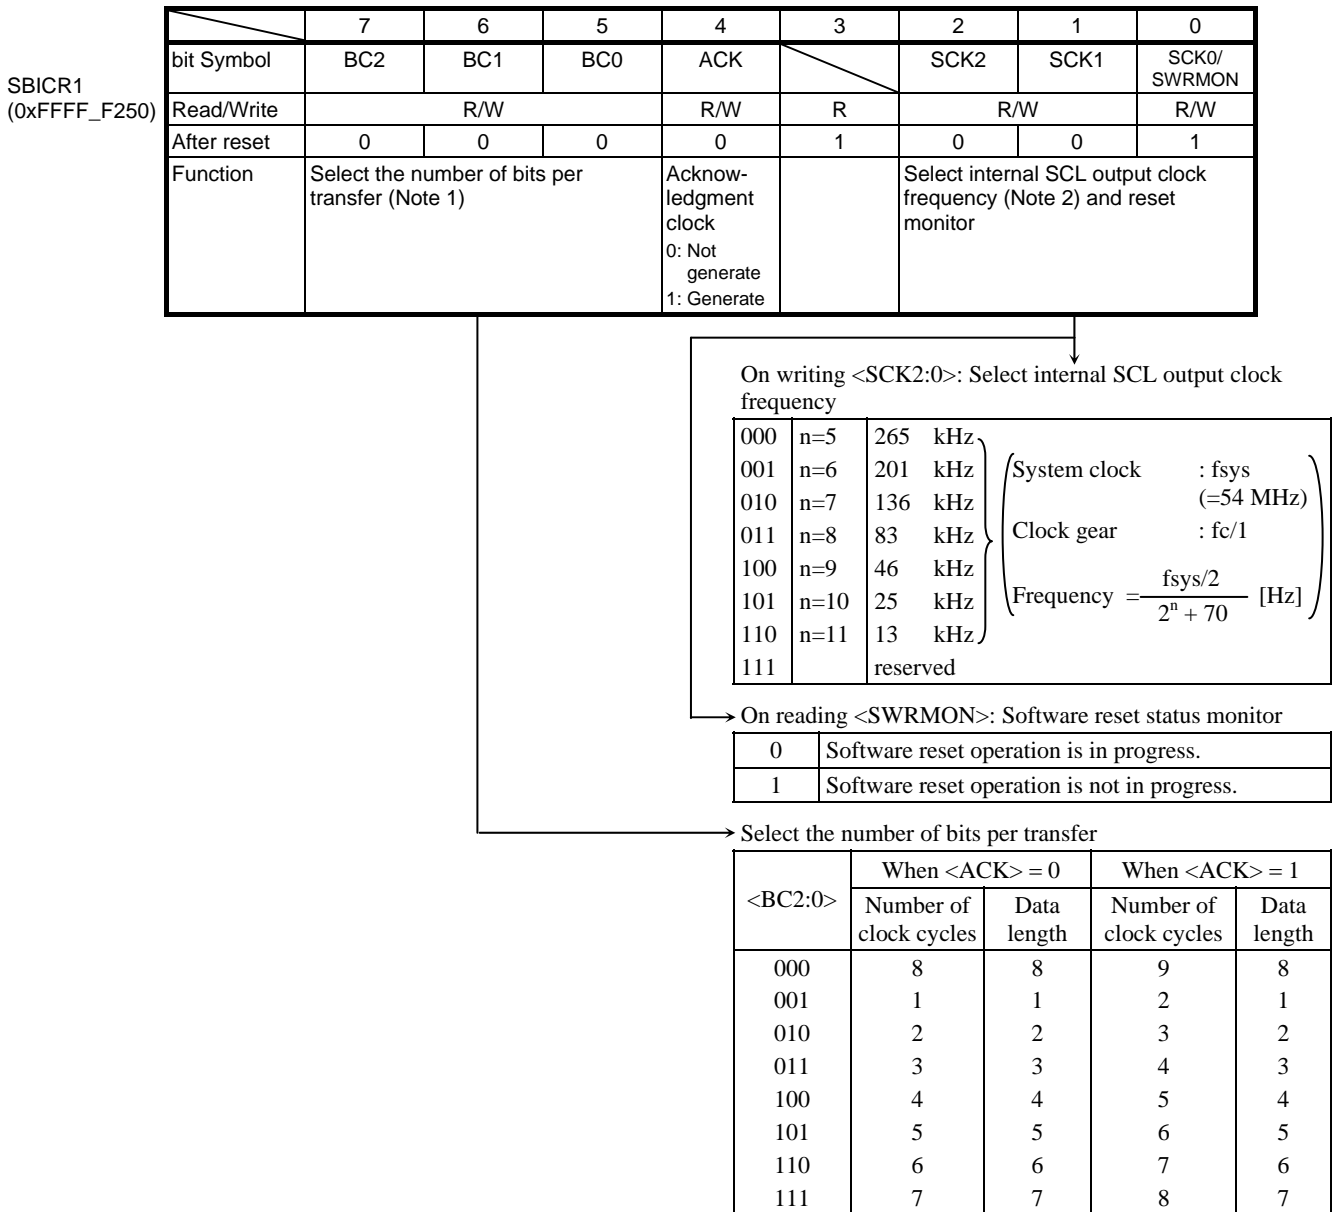 7 6 5 4 3 2 1 0
bit Symbol BC2 BC1 BC0 ACK SCK2 SCK1 SCK0/
SWRMON
SBICR1
(0xFFFF_F250)
Read/Write R/W R/W R R/W R/W
After reset 0 0 0 0 1 0 0 1
Function Select the number of bits per Acknow- Select internal SCL output clock
transfer (Note 1) ledgment frequency (Note 2) and reset
clock monitor
0: Not
generate
1: Generate
On writing <SCK2:0>: Select internal SCL output clock
frequency
000 n=5 265 kHz
001 n=6 201 kHz System clock : fsys
010 n=7 136 kHz (=54 MHz)
011 n=8 83 kHz Clock gear : fc/1
100 n=9 46 kHz fsys/2
101 n=10 25 kHz Frequency = [Hz]
2^n + 70
110 n=11 13 kHz
111 reserved
On reading <SWRMON>: Software reset status monitor
0 Software reset operation is in progress.
1 Software reset operation is not in progress.
Select the number of bits per transfer
<BC2:0> When <ACK> = 0 When <ACK> = 1
Number of Data Number of Data
clock cycles length clock cycles length
000 8 8 9 8
001 1 1 2 1
010 2 2 3 2
011 3 3 4 3
100 4 4 5 4
101 5 5 6 5
110 6 6 7 6
111 7 7 8 7